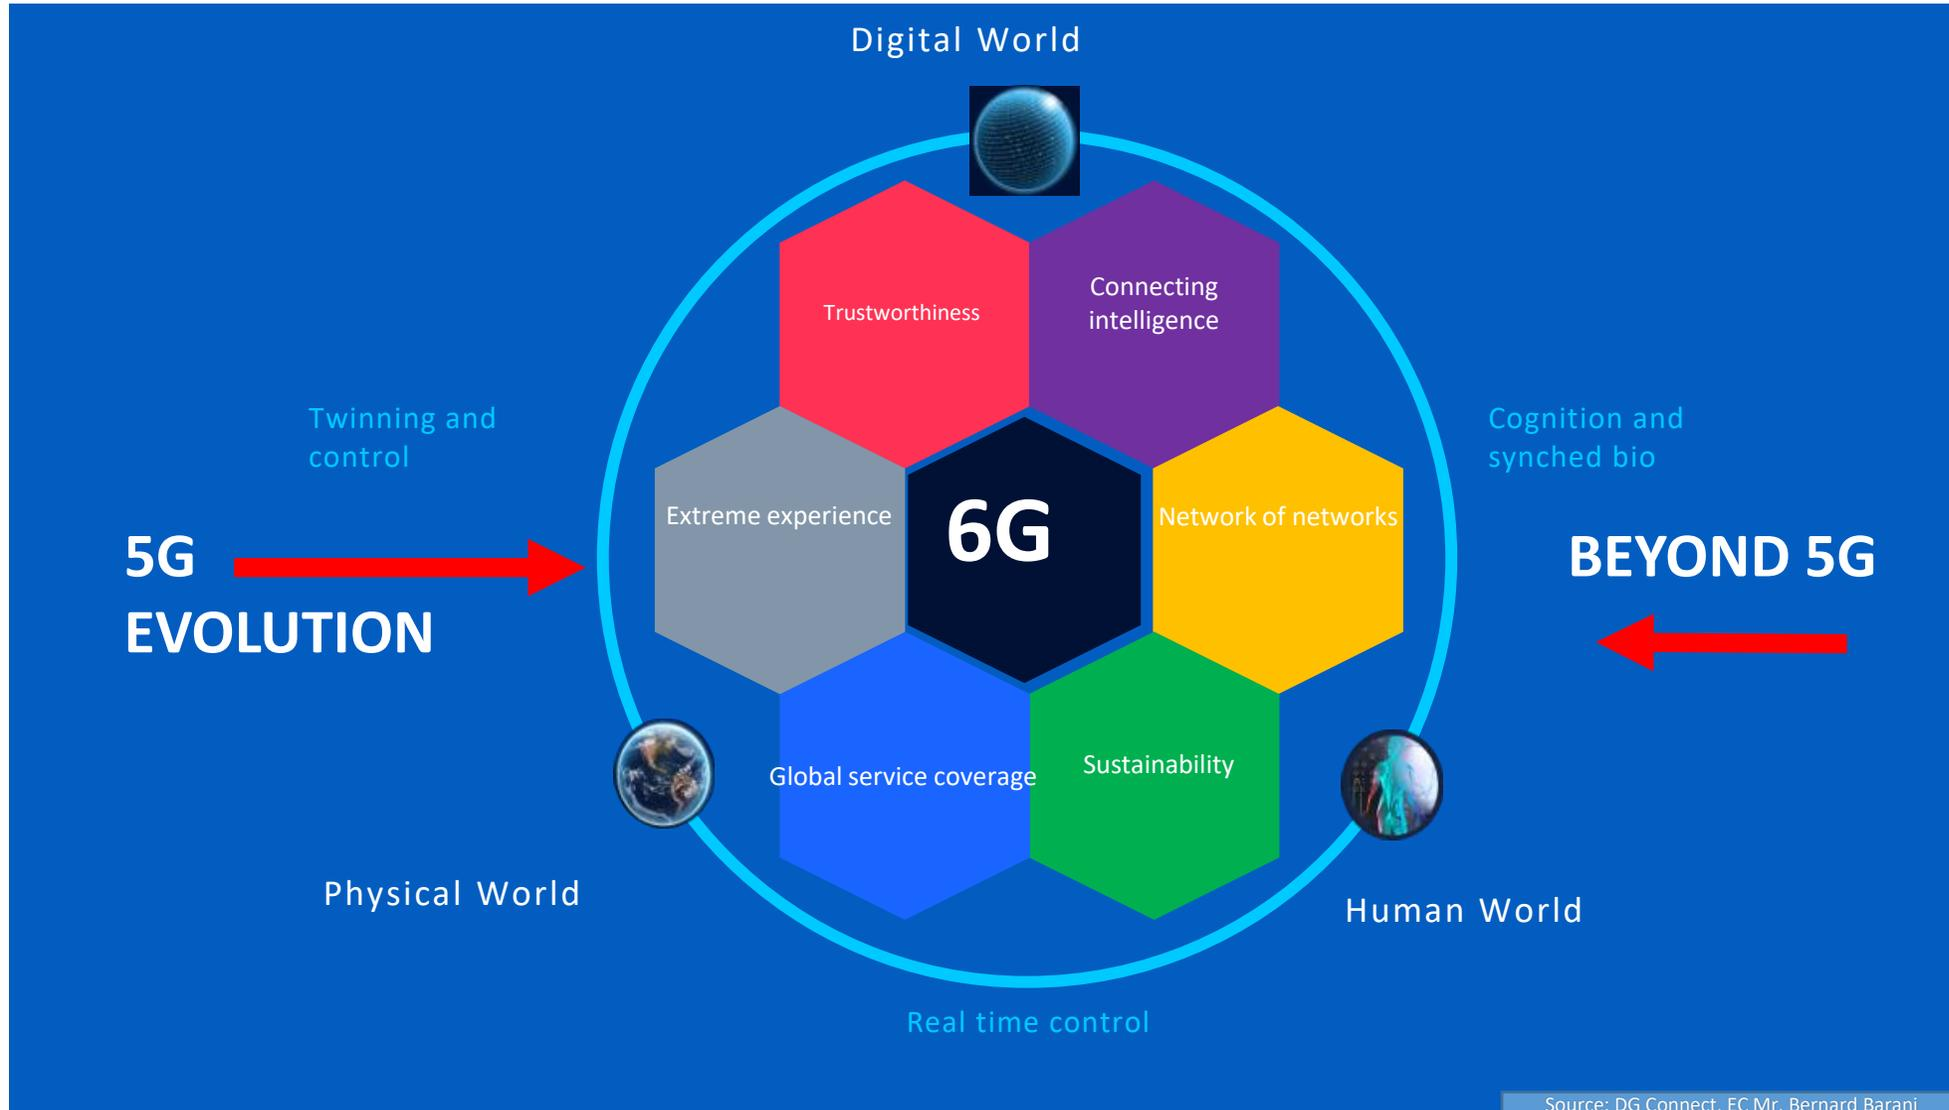 Digital World
Trustworthiness
Connecting
intelligence
Twinning and
control
Cognition and
synched bio
Extreme experience
6G
Network of networks
5G
EVOLUTION
BEYOND 5G
Global service coverage
Sustainability
Physical World
Human World
Real time control
Source: DG Connect, EC Mr. Bernard Barani